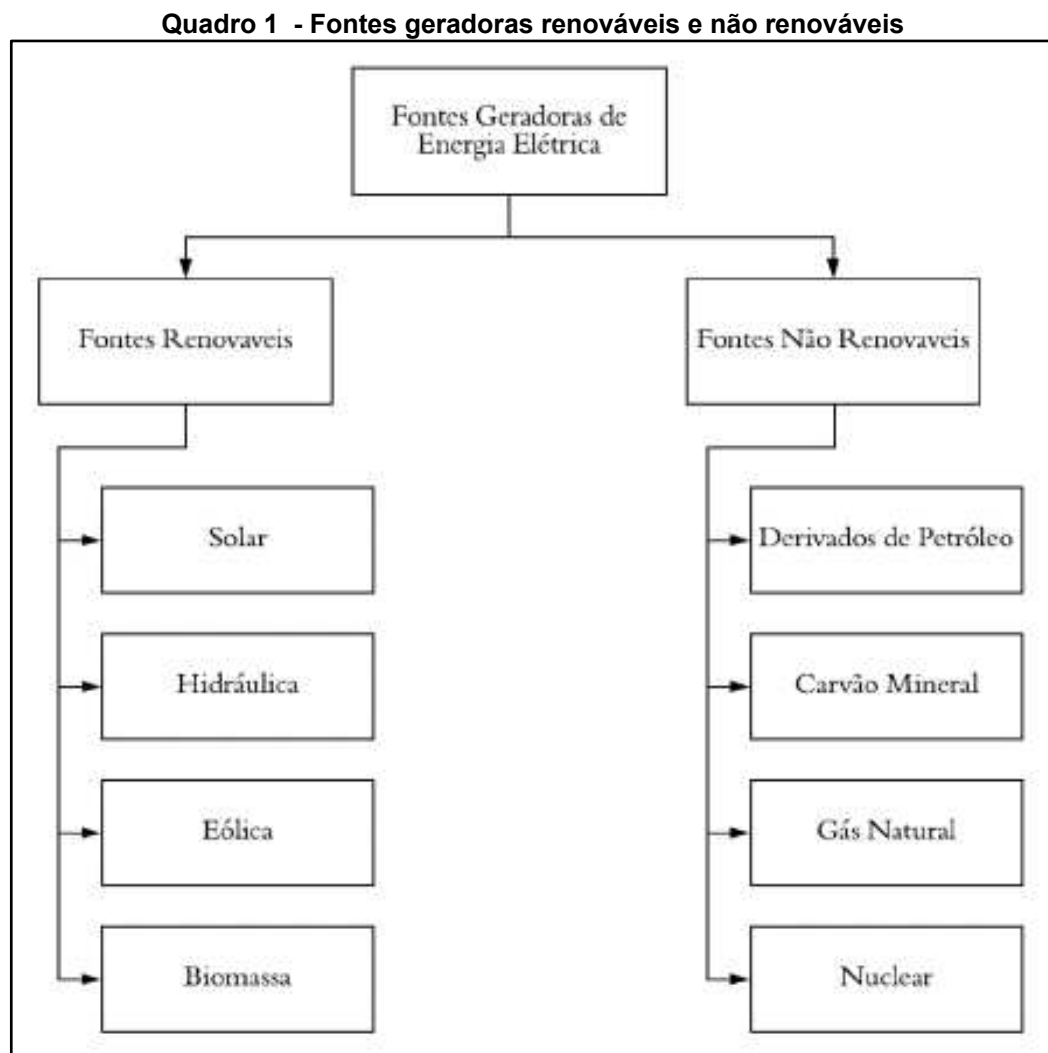 Quadro 1 - Fontes geradoras renováveis e não renováveis
Fontes Geradoras de
Energia Elétrica
Fontes Renovaveis
Fontes Não Renovaveis
Solar
Hidráulica
Eólica
Biomassa
Derivados de Petróleo
Carvão Mineral
Gás Natural
Nuclear